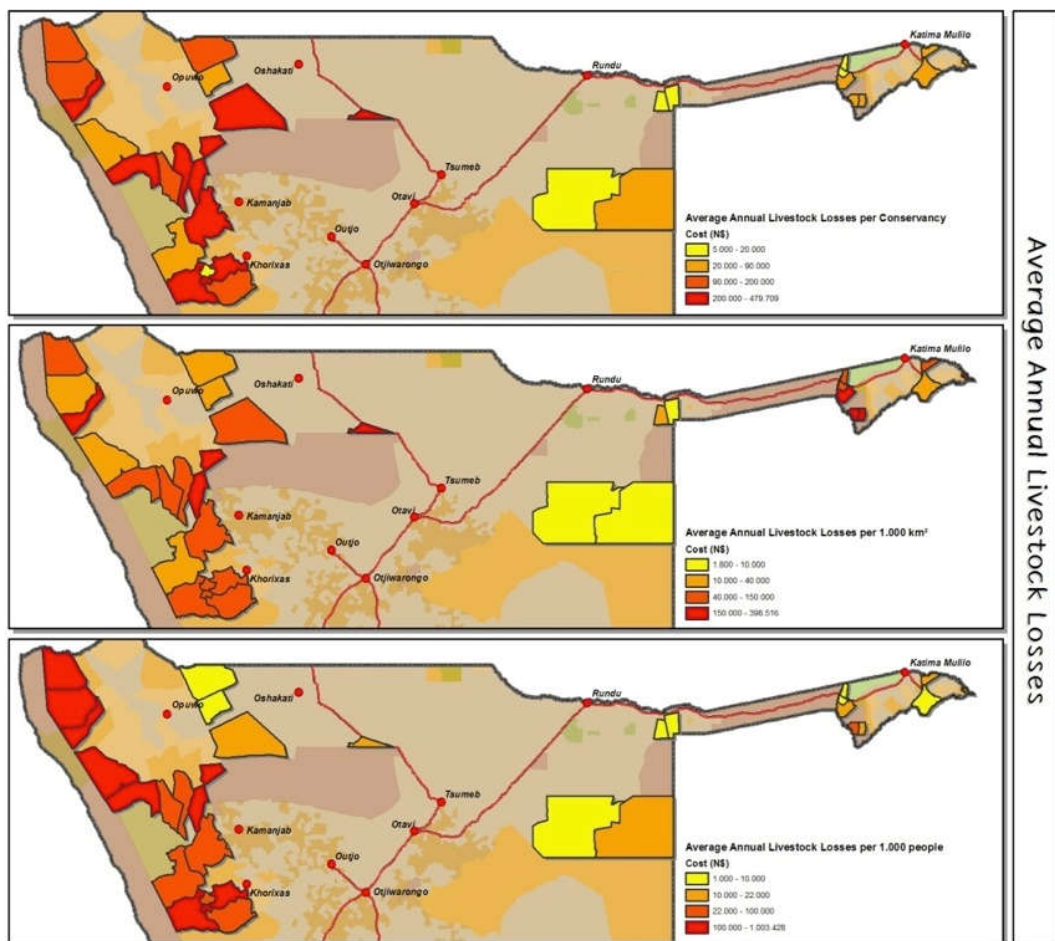 Katima Mulilo
Rundu
Opuwo
Oshakati
Tsumeb
Otavi
Kamanjab
Outjo
Khorixas
Otjiwarongo
Average Annual Livestock Losses per Conservancy
Cost (N$)
5.000 - 20.000
20.000 - 90.000
90.000 - 200.000
200.000 - 479.709
Katima Mulilo
Rundu
Opuwo
Oshakati
Tsumeb
Otavi
Kamanjab
Outjo
Khorixas
Otjiwarongo
Average Annual Livestock Losses per 1.000 km²
Cost (N$)
1.600 - 10.000
10.000 - 40.000
40.000 - 150.000
150.000 - 396.516
Katima Mulilo
Rundu
Opuwo
Oshakati
Tsumeb
Otavi
Kamanjab
Outjo
Khorixas
Otjiwarongo
Average Annual Livestock Losses per 1.000 people
Cost (N$)
1.000 - 10.000
10.000 - 22.000
22.000 - 100.000
100.000 - 1.003.428
Average Annual Livestock Losses